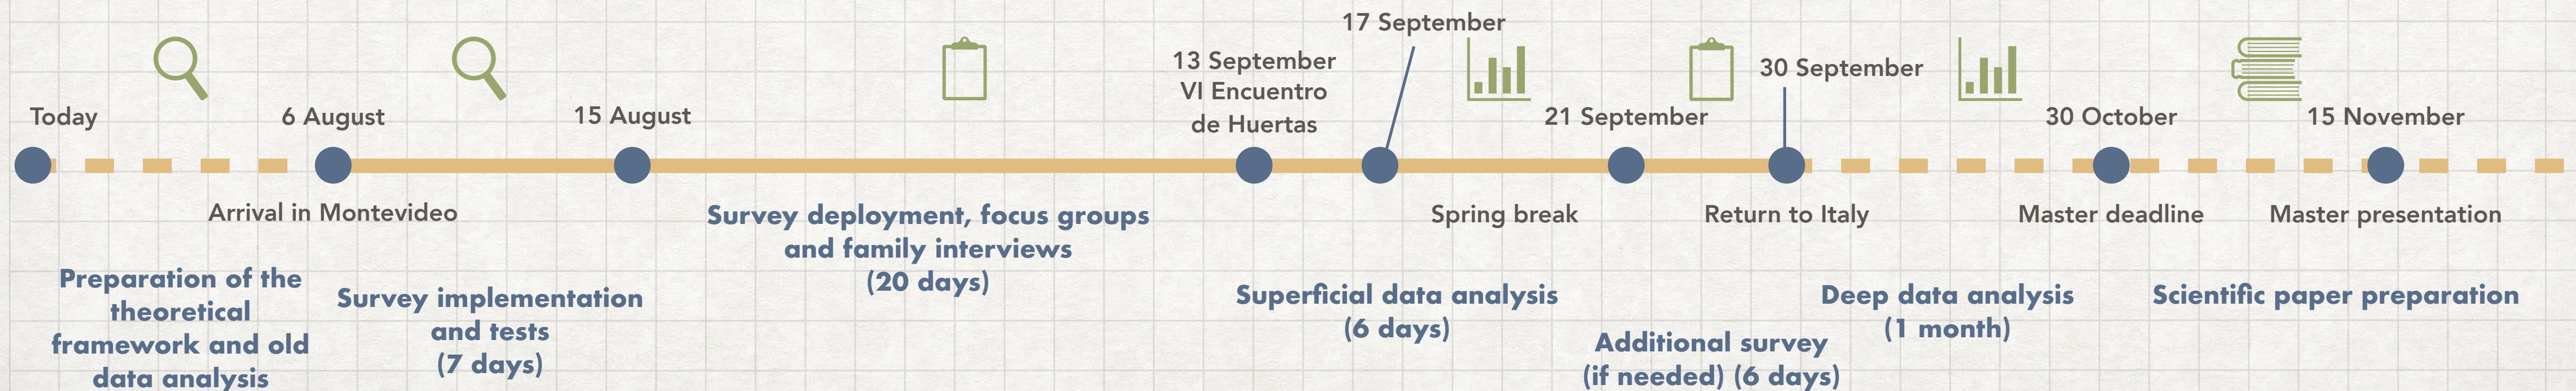 17 September
13 September
VI Encuentro
de Huertas
30 September
Today
6 August
15 August
21 September
30 October
15 November
Arrival in Montevideo
Survey deployment, focus groups
and family interviews
(20 days)
Spring break
Return to Italy
Master deadline
Master presentation
Preparation of the
theoretical
framework and old
data analysis
Survey implementation
and tests
(7 days)
Superficial data analysis
(6 days)
Additional survey
(if needed) (6 days)
Deep data analysis
(1 month)
Scientific paper preparation